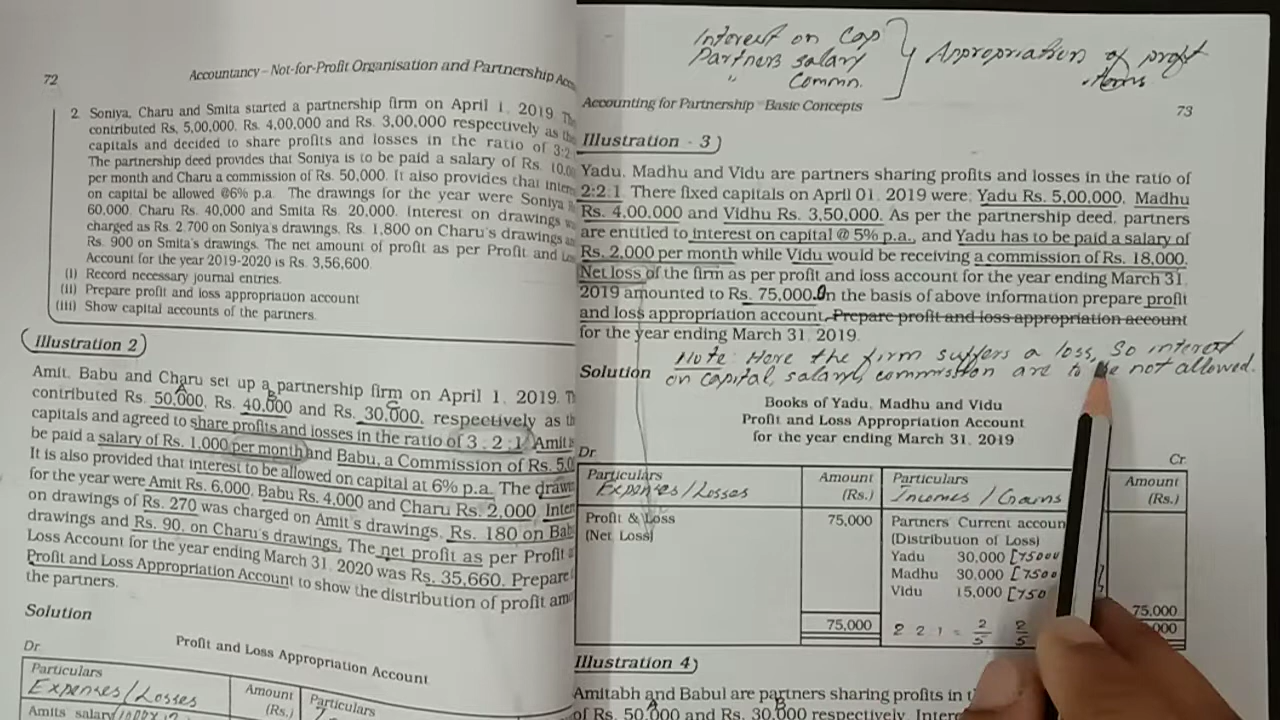 72
Accountancy – Not-for-Profit Organisation and Partnership
2. Soniya, Charu and Smita started a partnership firm on April 1, 2019.
contributed Rs, 5,00,000, Rs. 4,00,000 and Rs. 3,00,000 respectively as
capitals and decided to share profits and losses in the ratio of 3:2
The partnership deed provides that Soniya is to be paid a salary of Rs.
per month and Charu a commission of Rs. 50,000. It also provides that
on capital be allowed @6% p.a. The drawings for the year were Soniya
60,000, Charu Rs. 40,000 and Smita Rs. 20,000. Interest on drawings
charged as Rs. 2,700 on Soniya's drawings, Rs. 1,800 on Charu's drawings
Rs. 900 on Smita's drawings. The net amount of profit as per Profit and
Account for the year 2019-2020 is Rs. 3,56,600.
(i) Record necessary journal entries.
(ii) Prepare profit and loss appropriation account
(iii) Show capital accounts of the partners.
Illustration 2
Amit, Babu and Charu set up a partnership firm on April 1, 2019.
A B C
contributed Rs. 50,000, Rs. 40,000 and Rs. 30,000, respectively as
capitals and agreed to share profits and losses in the ratio of 3 : 2 : 1. Amit
be paid a salary of Rs. 1,000 per month and Babu, a Commission of Rs.
It is also provided that interest to be allowed on capital at 6% p.a. The
for the year were Amit Rs. 6,000, Babu Rs. 4,000 and Charu Rs. 2,000.
on drawings of Rs. 270 was charged on Amit's drawings, Rs. 180 on
drawings and Rs. 90, on Charu's drawings. The net profit as per Profit
Loss Account for the year ending March 31, 2020 was Rs. 35,660. Prepare
Profit and Loss Appropriation Account to show the distribution of profit
the partners.
Solution
Profit and Loss Appropriation Account
Dr.
Particulars Amount Particulars
Expenses/Losses (Rs.)
Amits salary
Interest on Cap
Partners salary Appropriation of profit
" Commn. items
Accounting for Partnership – Basic Concepts 73
Illustration - 3
Yadu, Madhu and Vidu are partners sharing profits and losses in the ratio of
2:2:1. There fixed capitals on April 01, 2019 were; Yadu Rs. 5,00,000, Madhu
Rs. 4,00,000 and Vidhu Rs. 3,50,000. As per the partnership deed, partners
are entitled to interest on capital @ 5% p.a., and Yadu has to be paid a salary of
Rs. 2,000 per month while Vidu would be receiving a commission of Rs. 18,000.
Net loss of the firm as per profit and loss account for the year ending March 31,
2019 amounted to Rs. 75,000. On the basis of above information prepare profit
and loss appropriation account. Prepare profit and loss appropriation account
for the year ending March 31, 2019.
Note: Here the firm suffers a loss, So interest
Solution on capital, salary, commission are to be not allowed.
Books of Yadu, Madhu and Vidu
Profit and Loss Appropriation Account
for the year ending March 31, 2019
Dr. Cr.
Particulars Amount Particulars Amount
Expenses/Losses (Rs.) Incomes/Gains (Rs.)
Profit & Loss 75,000 Partners Current
(Net Loss) (Distribution of Loss)
Yadu 30,000
Madhu 30,000
Vidu 15,000
75,000
75,000 2 2 1 = 2/5 2/5
Illustration 4
Amitabh and Babul are partners sharing profits in
of Rs. 50,000 and Rs. 30,000 respectively.